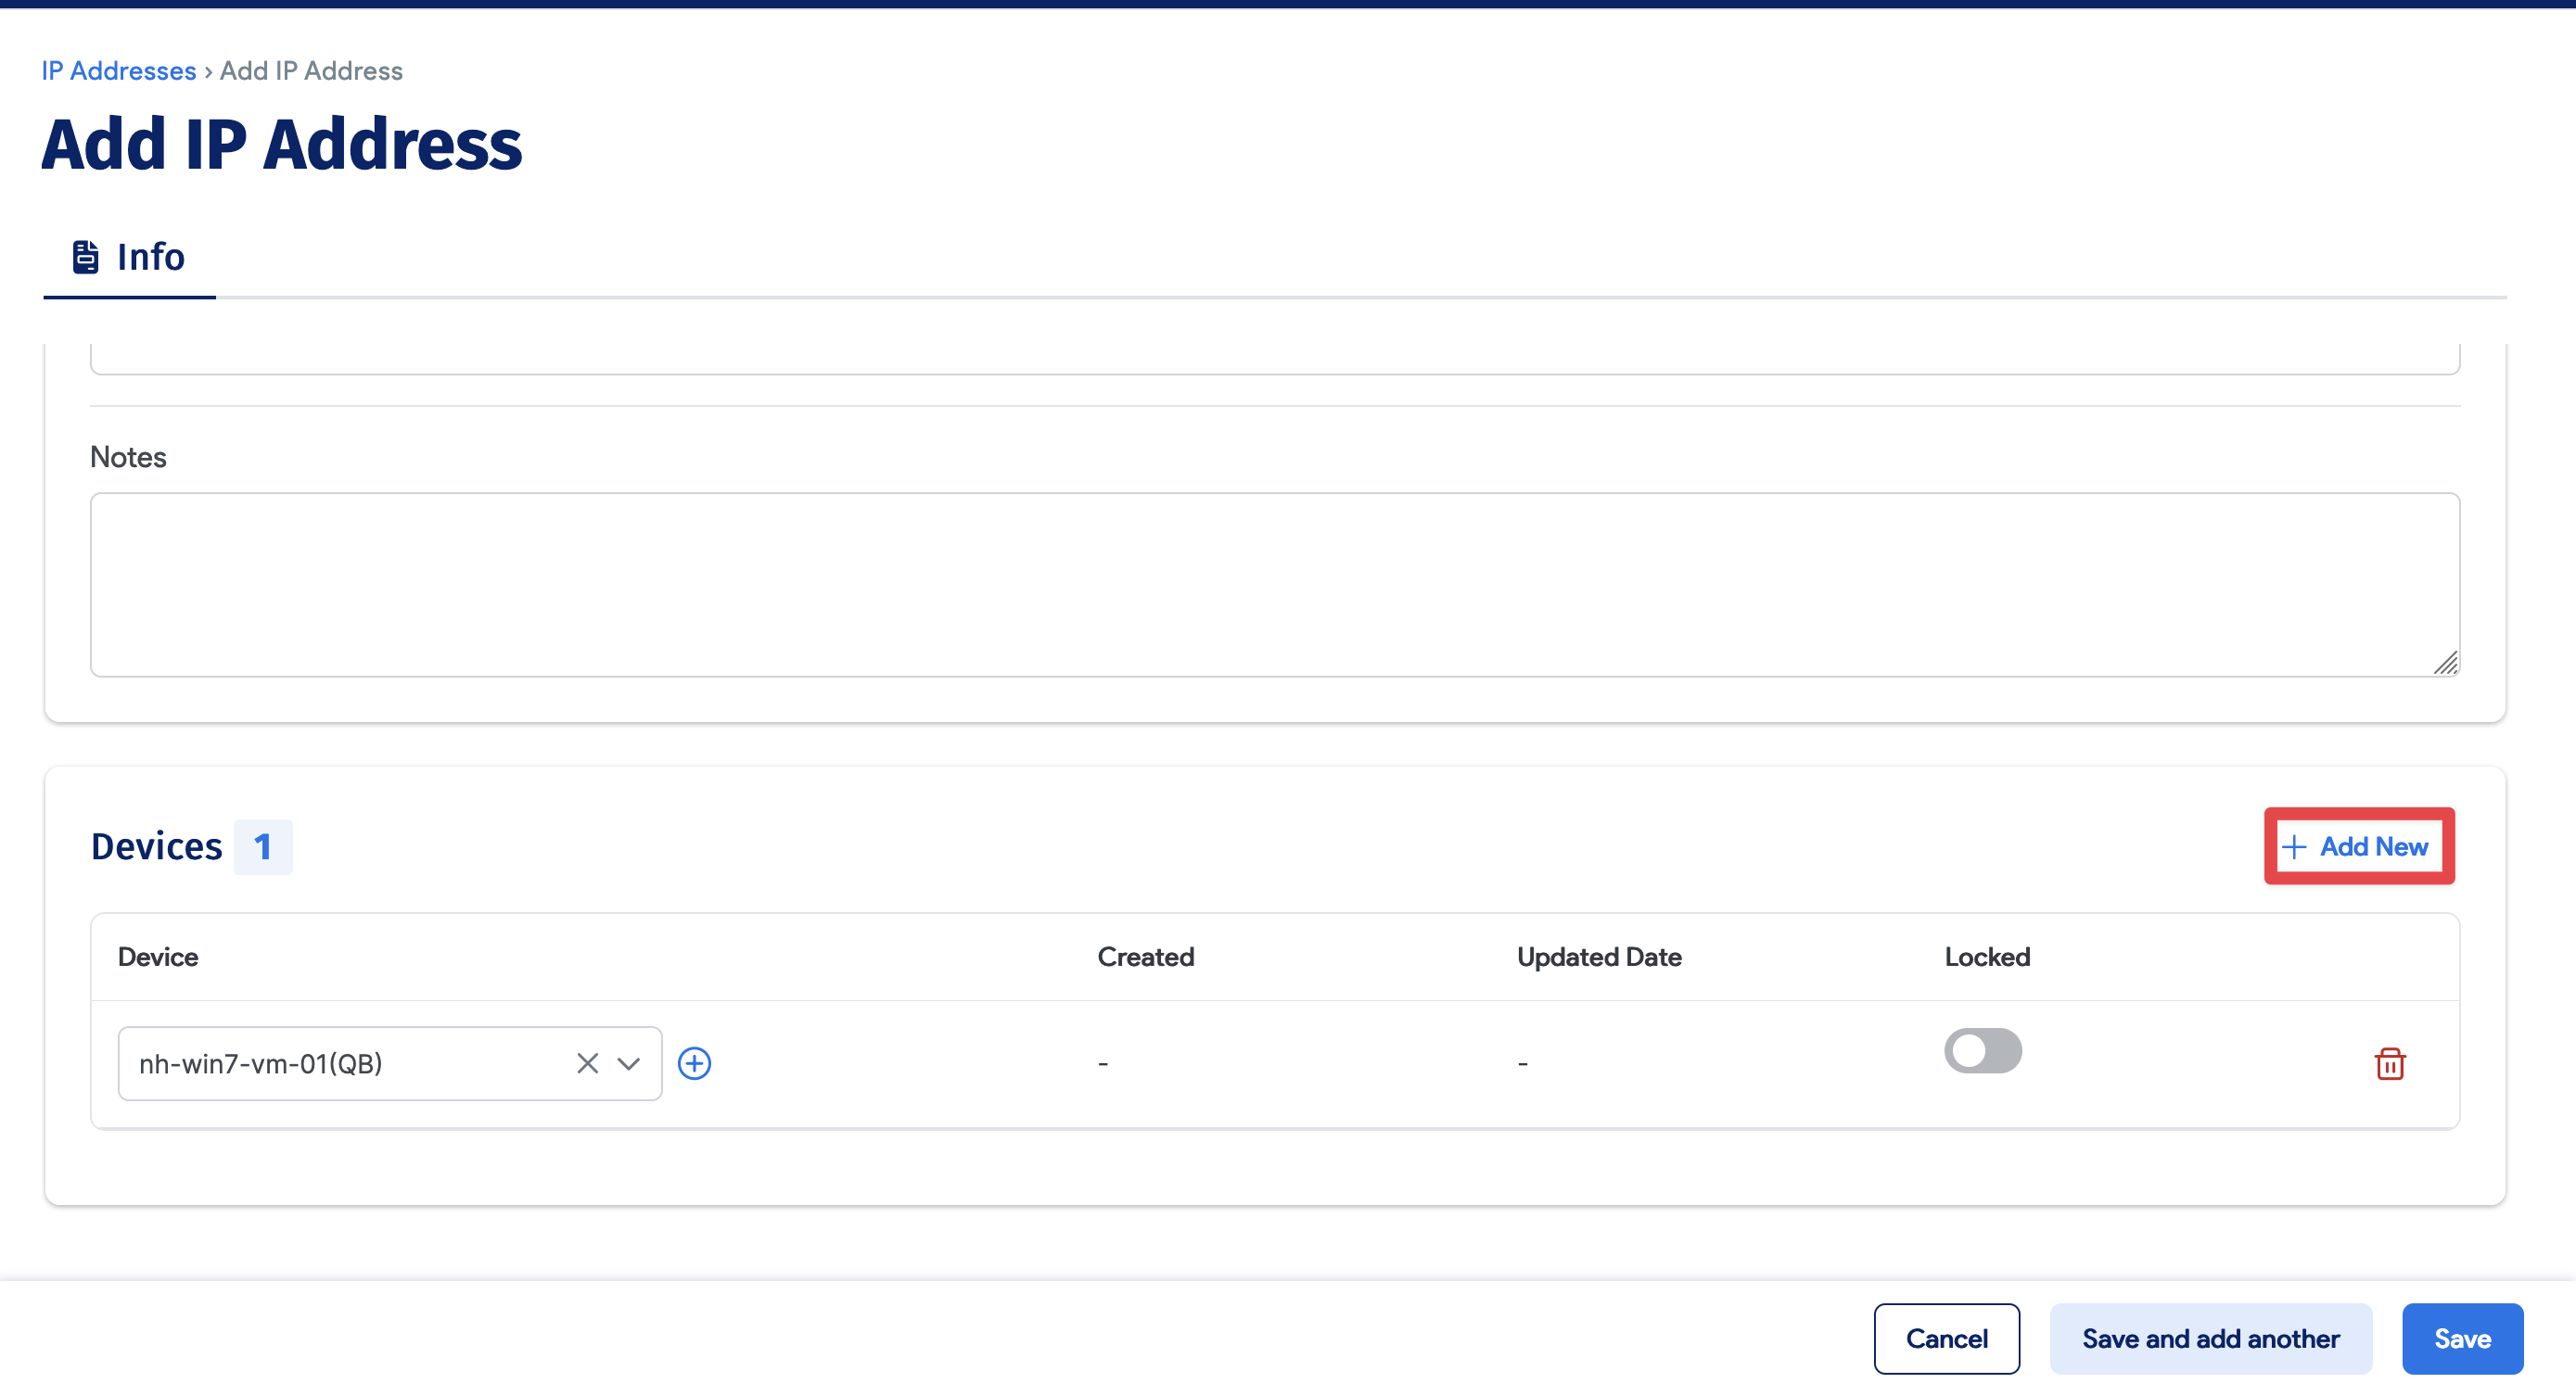 IP Addresses › Add IP Address
Add IP Address
Info
Notes
Devices 1
Add New
Device Created Updated Date Locked
nh-win7-vm-01(QB) - -
Cancel Save and add another Save